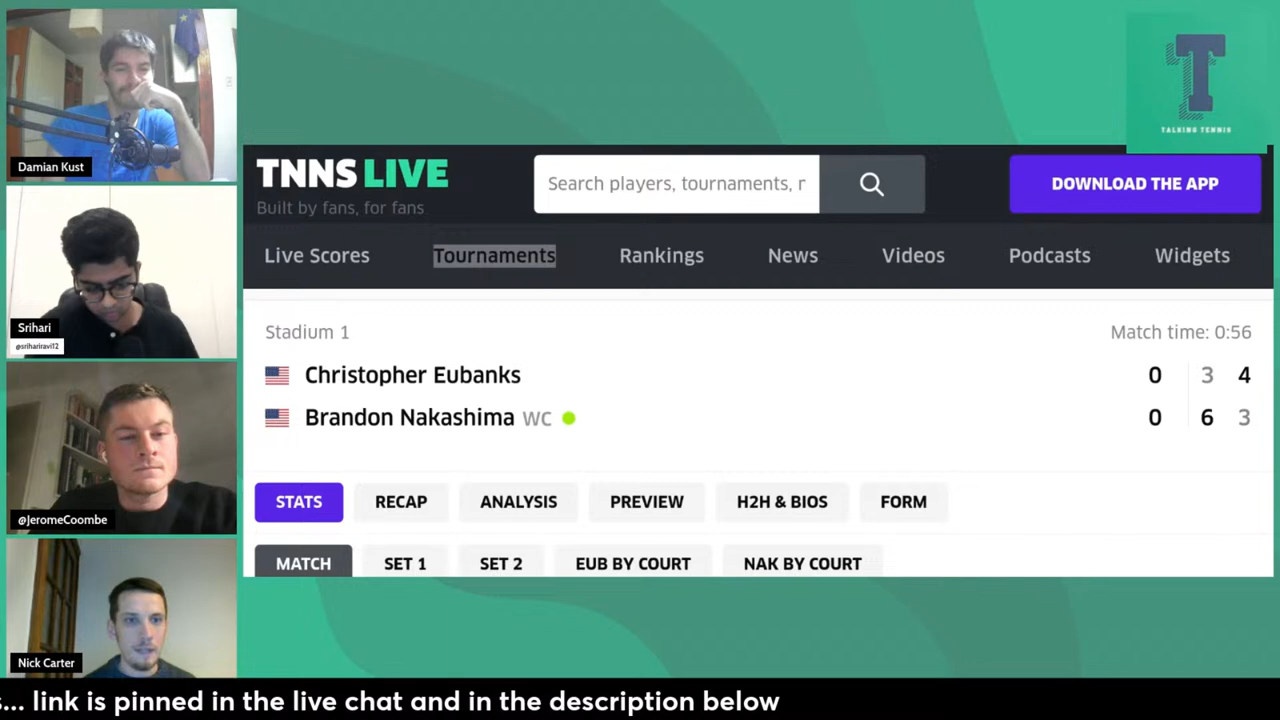 Damian Kust
Srihari
@srihariravi12
@JeromeCoombe
Nick Carter
T
TALKING TENNIS
TNNS LIVE
Built by fans, for fans
Search players, tournaments, r
DOWNLOAD THE APP
Live Scores Tournaments Rankings News Videos Podcasts Widgets
Stadium 1 Match time: 0:56
Christopher Eubanks 0 3 4
Brandon Nakashima WC 0 6 3
STATS RECAP ANALYSIS PREVIEW H2H & BIOS FORM
MATCH SET 1 SET 2 EUB BY COURT NAK BY COURT
s... link is pinned in the live chat and in the description below